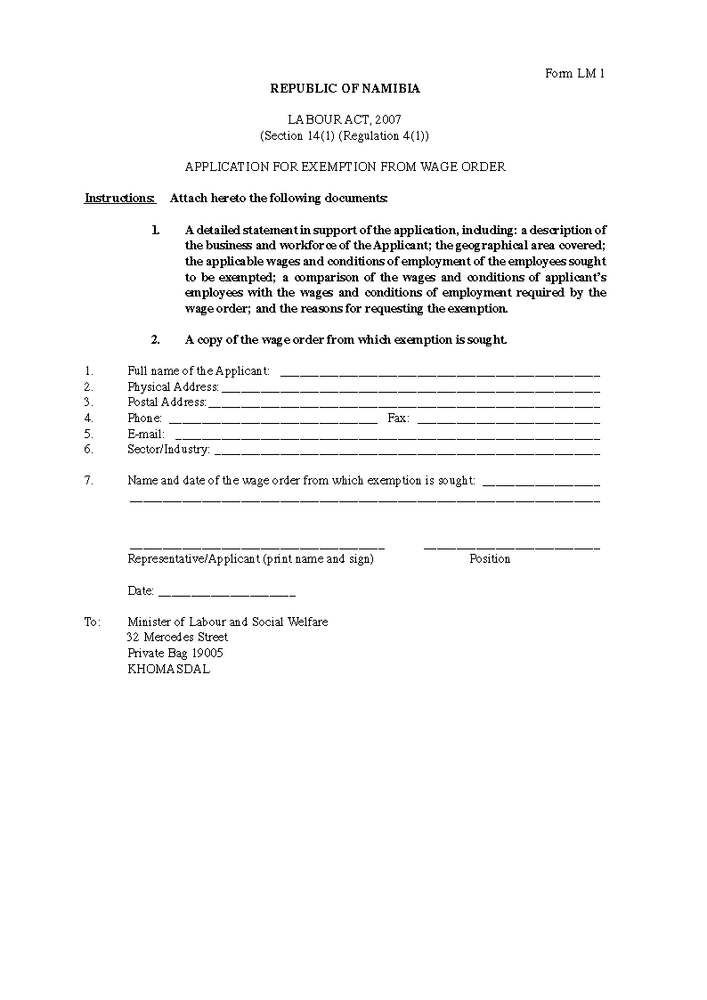 Form LM 1
REPUBLIC OF NAMIBIA
LABOUR ACT, 2007
(Section 14(1) (Regulation 4(1))
APPLICATION FOR EXEMPTION FROM WAGE ORDER
Instructions: Attach hereto the following documents:
1. A detailed statement in support of the application, including: a description of
the business and workforce of the Applicant; the geographical area covered;
the applicable wages and conditions of employment of the employees sought
to be exempted; a comparison of the wages and conditions of applicant's
employees with the wages and conditions of employment required by the
wage order; and the reasons for requesting the exemption.
2. A copy of the wage order from which exemption is sought.
1. Full name of the Applicant: ____________________
2. Physical Address: ____________________
3. Postal Address: ____________________
4. Phone: ____________________ Fax: ____________________
5. E-mail: ____________________
6. Sector/Industry: ____________________
7. Name and date of the wage order from which exemption is sought: ____________________
____________________
____________________ ____________________
Representative/Applicant (print name and sign) Position
Date: ____________________
To: Minister of Labour and Social Welfare
32 Mercedes Street
Private Bag 19005
KHOMASDAL